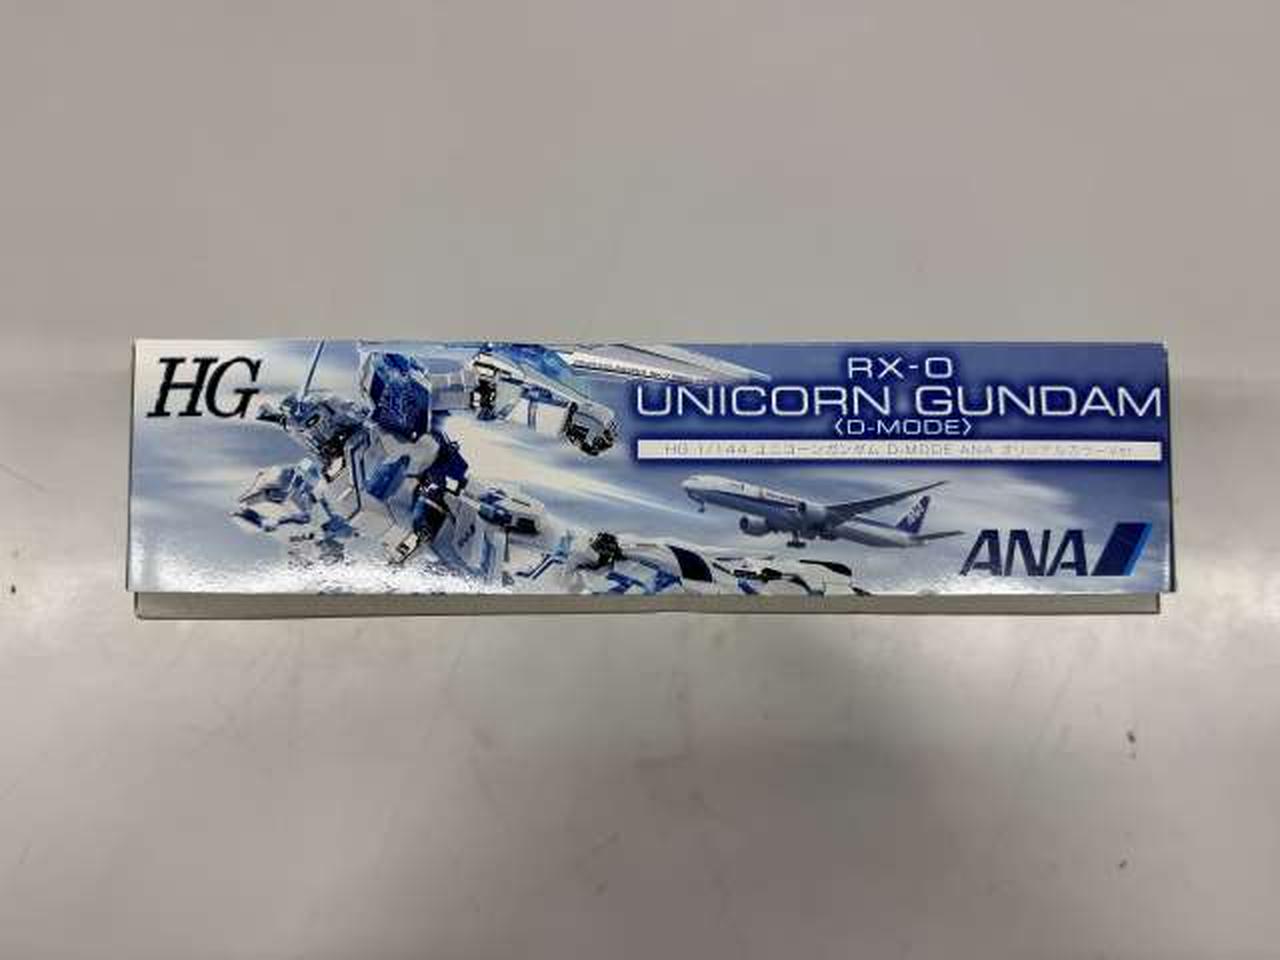 HG
RX-0
UNICORN GUNDAM
〈D-MODE〉
HG 1/144 ユニコーンガンダム D-MODE ANA オリジナルカラーVer.
ANA
ANA